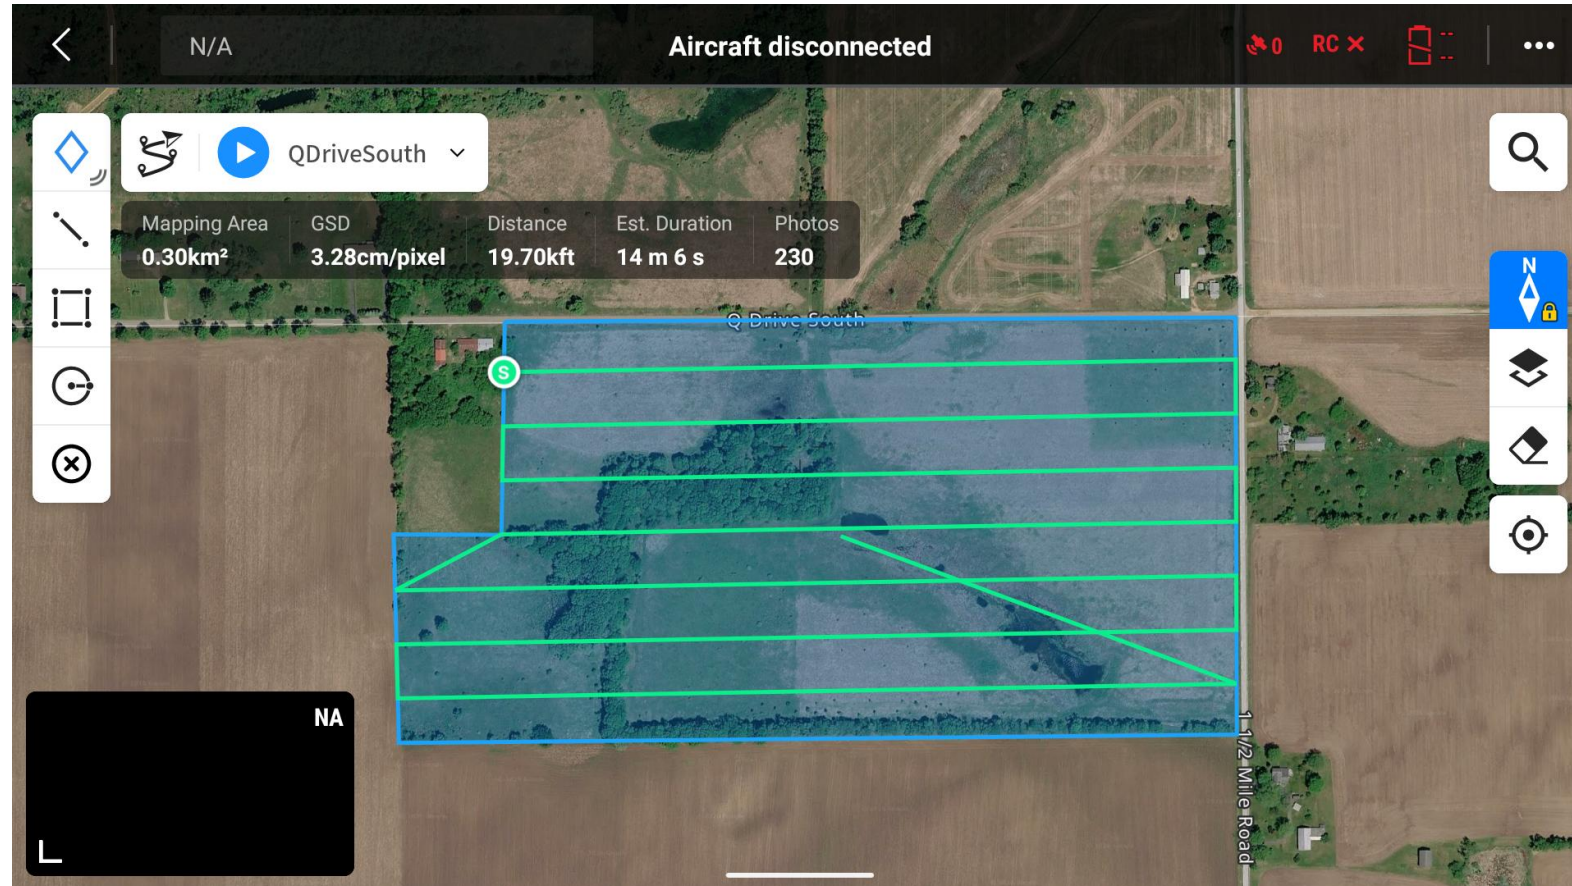 N/A
Aircraft disconnected
0
RC
--
--
QDriveSouth
Mapping Area
0.30km²
GSD
3.28cm/pixel
Distance
19.70kft
Est. Duration
14 m 6 s
Photos
230
N
Q Drive South
S
NA
1 1/2 Mile Road